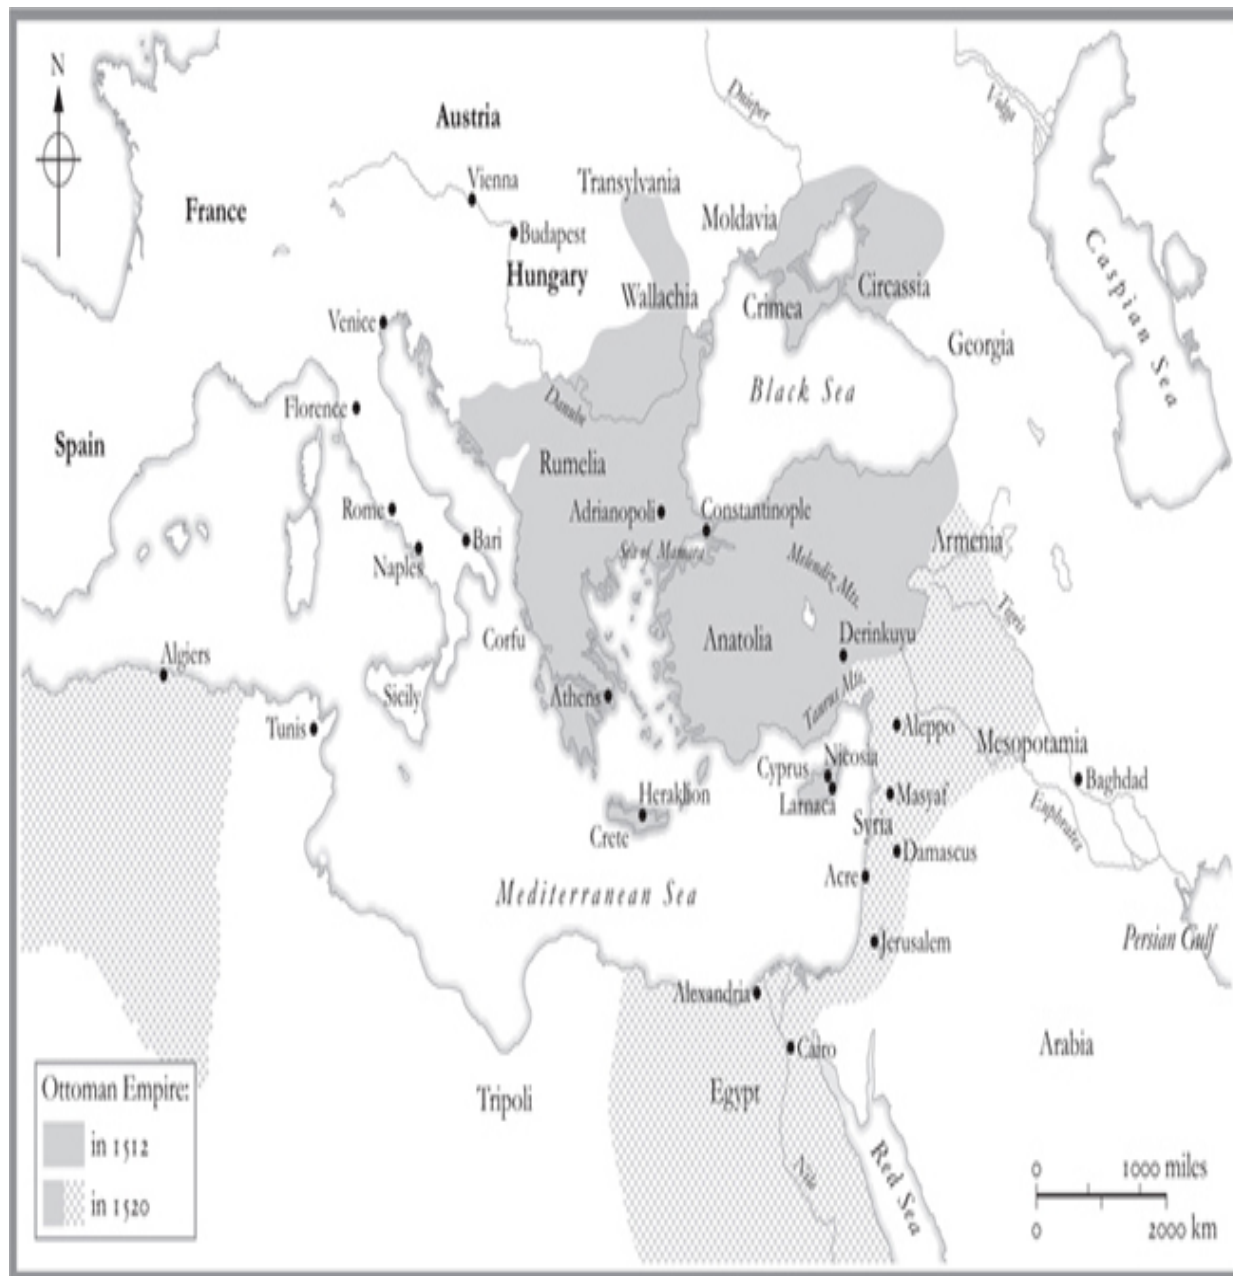 N
Austria
Dnieper
Volga
Vienna
Transylvania
France
Moldavia
Budapest
Hungary
Wallachia
Crimea
Circassia
Caspian Sea
Venice
Georgia
Black Sea
Florence
Danube
Spain
Rumelia
Rome
Adrianopoli
Constantinople
Bari
Sea of Mamara
Armenia
Naples
Melendiz Mts.
Tigris
Corfu
Anatolia
Derinkuyu
Algiers
Sicily
Athens
Taurus Mts.
Tunis
Aleppo
Mesopotamia
Nicosia
Cyprus
Baghdad
Heraklion
Larnaca
Masyaf
Euphrates
Crete
Syria
Damascus
Acre
Mediterranean Sea
Jerusalem
Persian Gulf
Alexandria
Cairo
Arabia
Egypt
Tripoli
Nile
Red Sea
Ottoman Empire:
in 1512
in 1520
0 1000 miles
0 2000 km